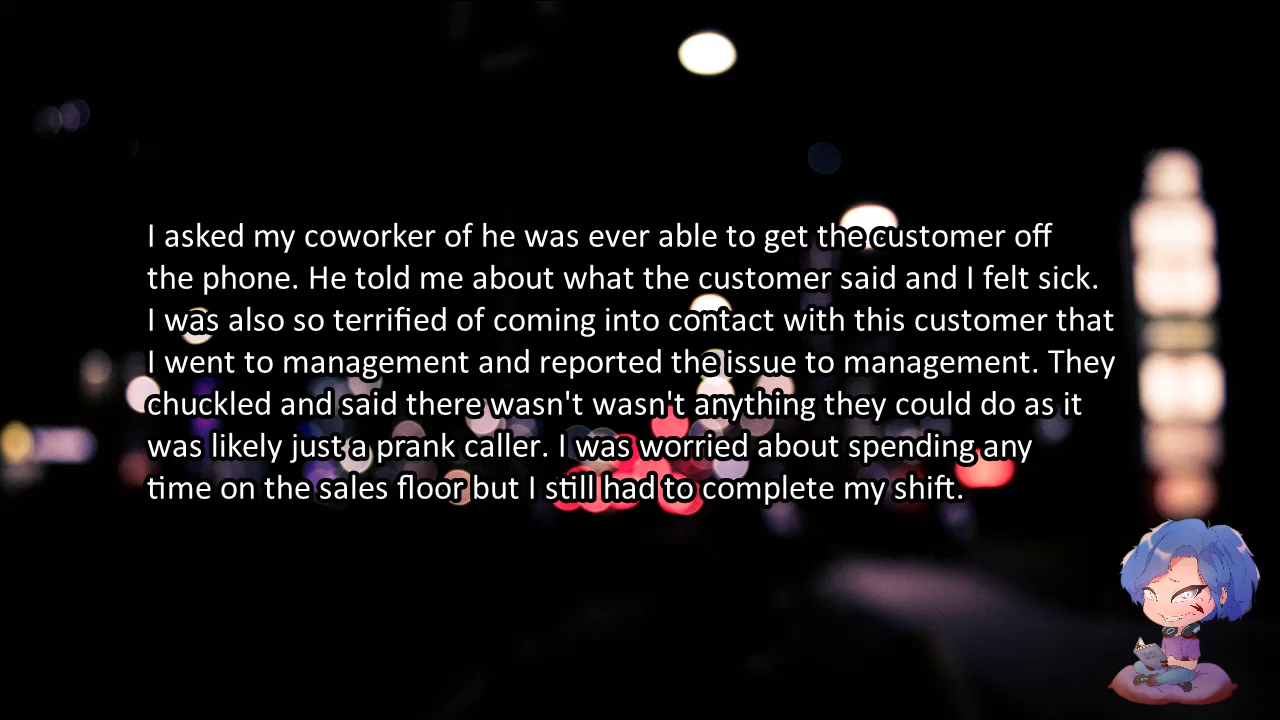 I asked my coworker of he was ever able to get the customer off
the phone. He told me about what the customer said and I felt sick.
I was also so terrified of coming into contact with this customer that
I went to management and reported the issue to management. They
chuckled and said there wasn't wasn't anything they could do as it
was likely just a prank caller. I was worried about spending any
time on the sales floor but I still had to complete my shift.